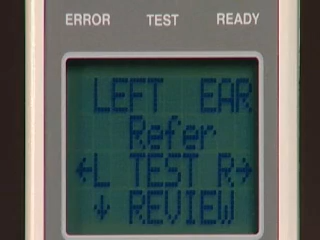 ERROR TEST READY
LEFT EAR
Refer
←L TEST R→
↓ REVIEW